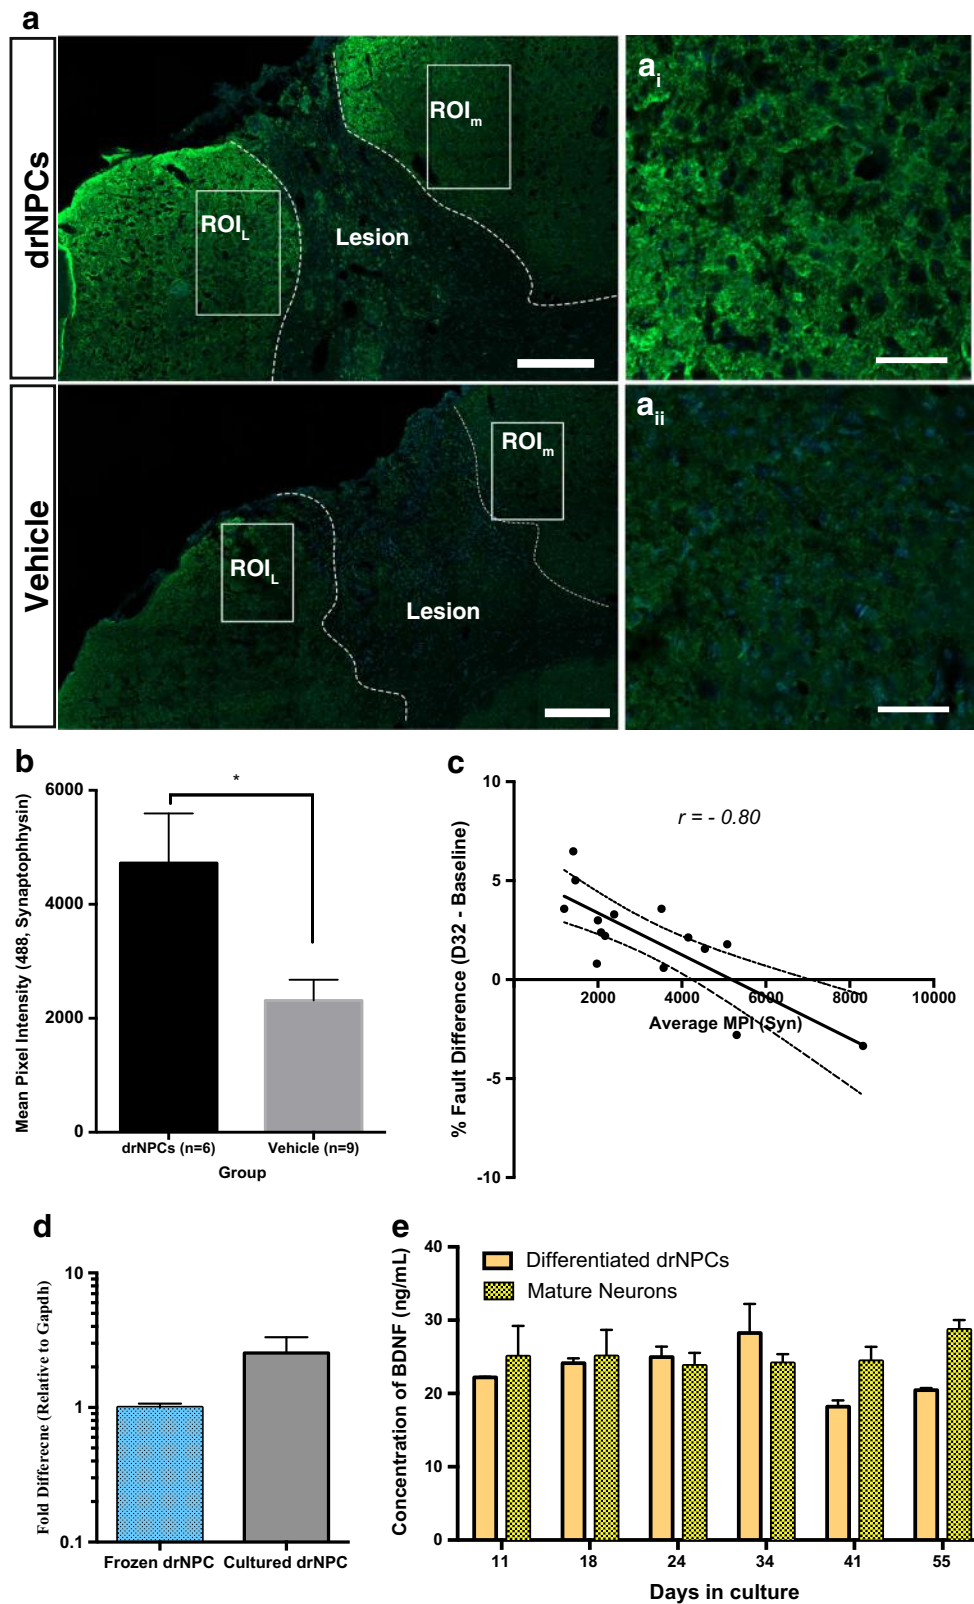 a
drNPCs
ROIm
ROIL
Lesion
ai
Vehicle
ROIm
ROIL
Lesion
aii
b
Mean Pixel Intensity (488, Synaptophhysin)
6000
4000
2000
0
*
drNPCs (n=6)
Vehicle (n=9)
Group
c
% Fault Difference (D32 - Baseline)
10
5
0
-5
-10
r = - 0.80
2000
4000
6000
8000
10000
Average MPI (Syn)
d
Fold Differecne (Relative to Gapdh)
10
1
0.1
Frozen drNPC
Cultured drNPC
e
Concentration of BDNF (ng/mL)
40
30
20
10
0
Differentiated drNPCs
Mature Neurons
11
18
24
34
41
55
Days in culture